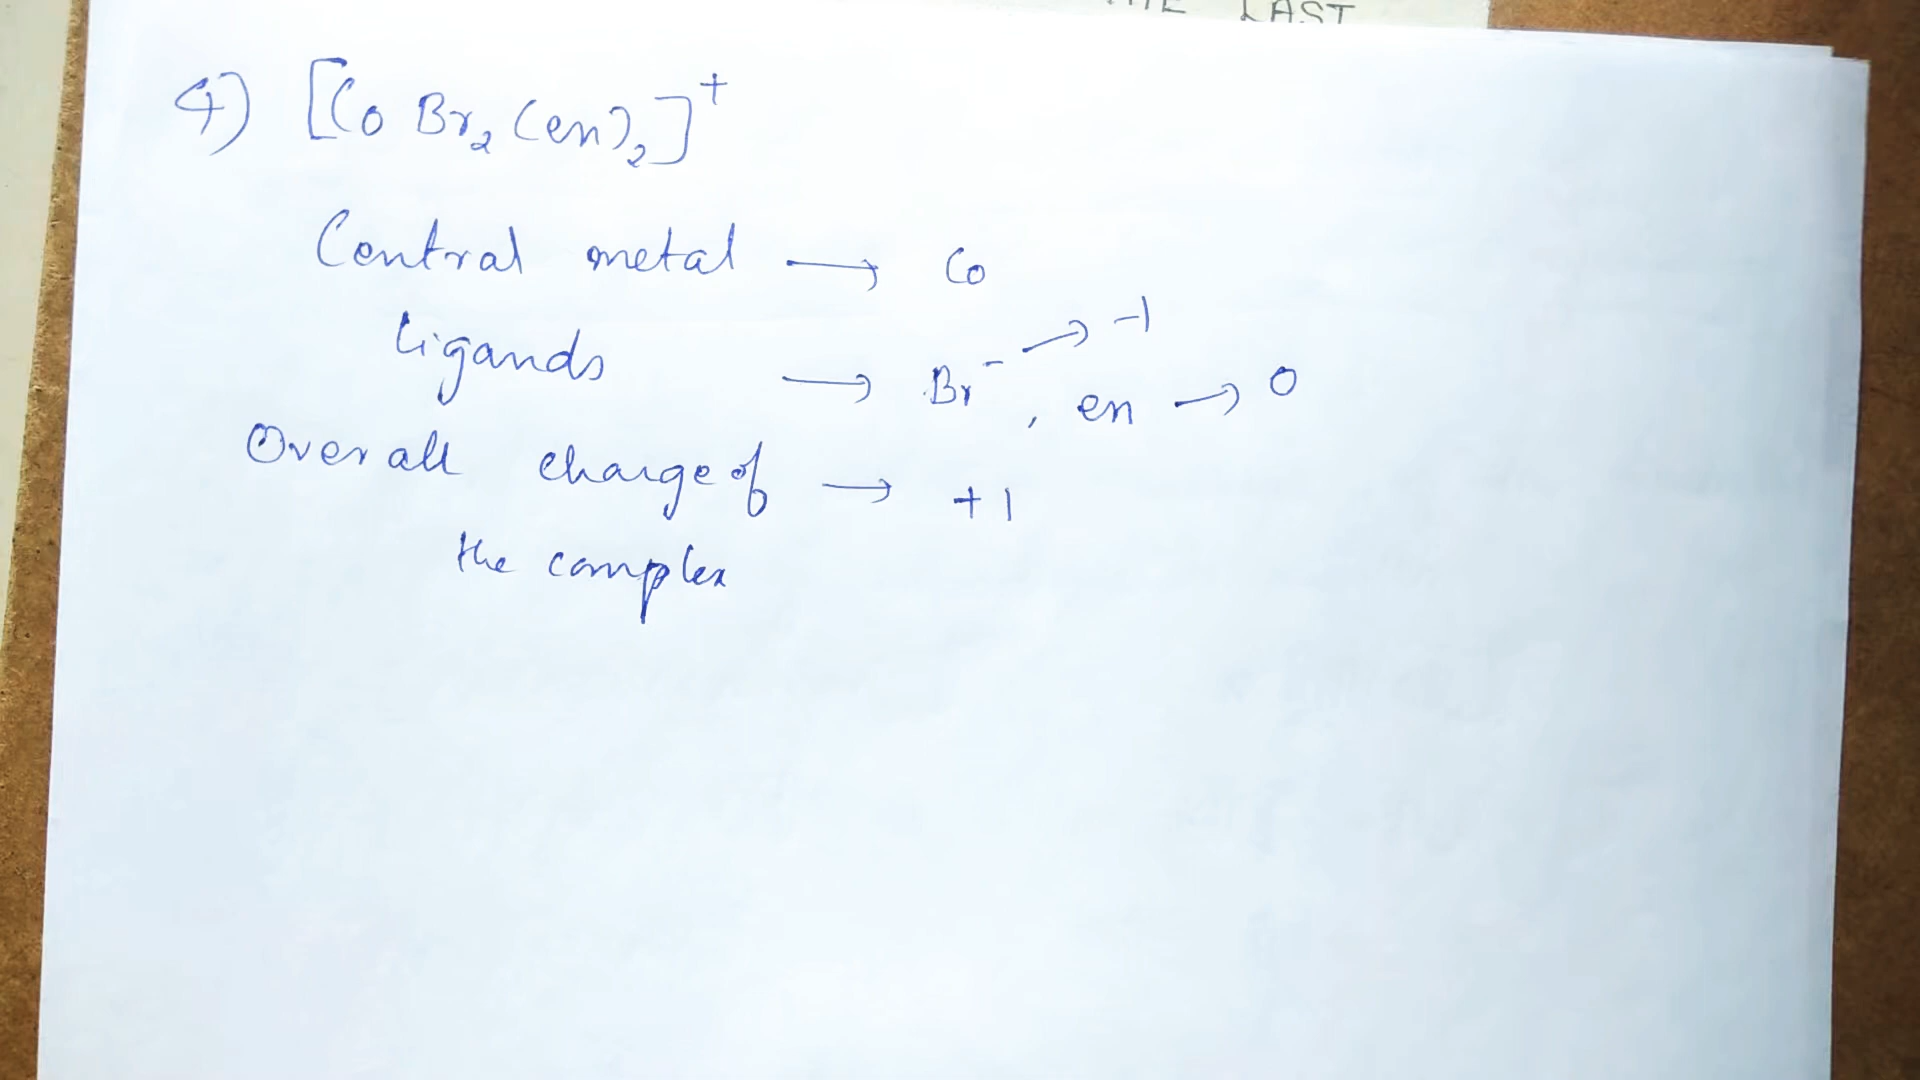 LAST
4) [Co Br₂ (en)₂]⁺
Central metal → Co
Ligands → Br⁻ → -1, en → 0
Overall charge of → +1
the complex